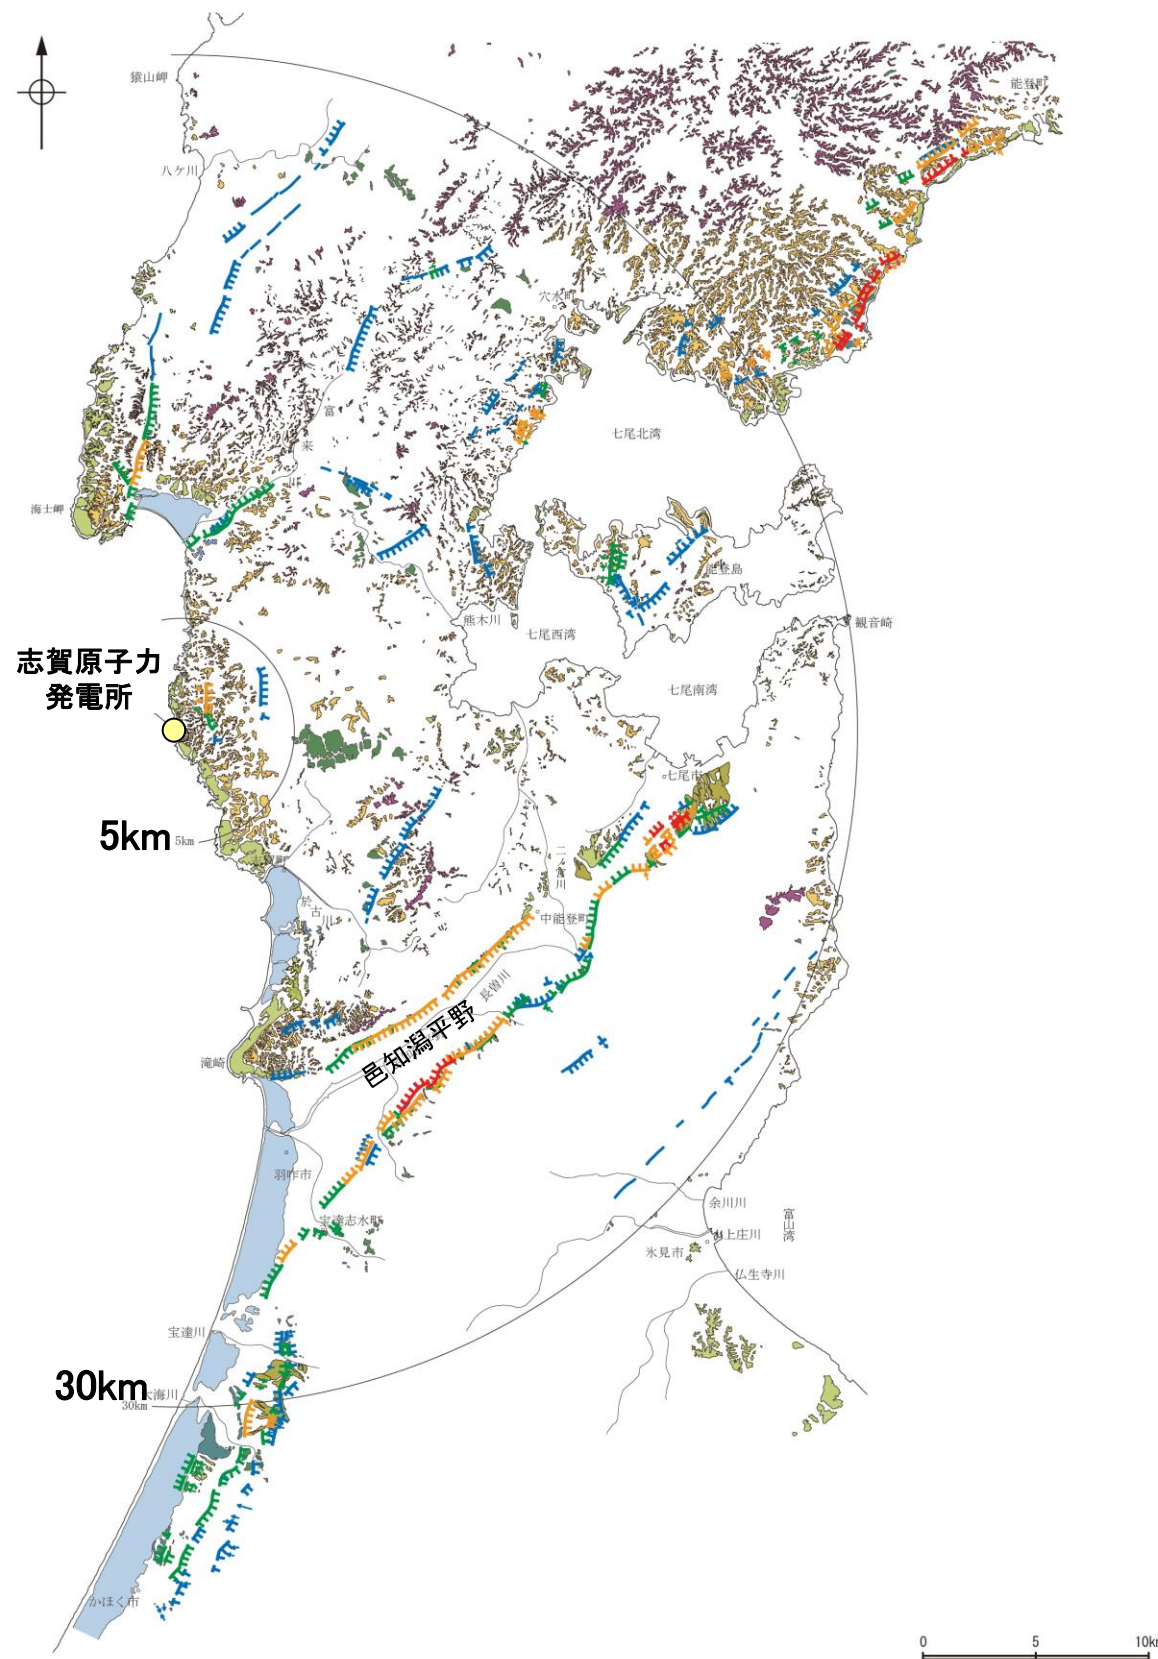 猿山岬
能登町
八ケ川
穴水町
富
来
七尾北湾
海士岬
能登島
熊木川
七尾西湾
観音崎
志賀原子力
発電所
七尾南湾
七尾市
5km
5km
二
宮
川
於
古
川
中能登町
長曽川
邑知潟平野
滝崎
羽咋市
宝達志水町
余川川
上庄川
富
山
湾
氷見市
仏生寺川
宝達川
30km
大海川
30km
かほく市
0 5 10km